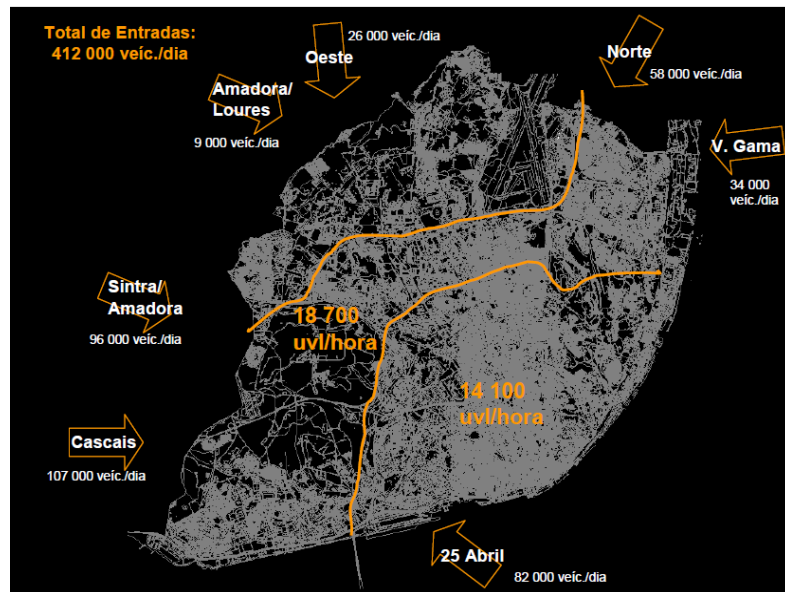 Total de Entradas:
412 000 veíc./dia
26 000 veíc./dia
Oeste
Norte
58 000 veíc./dia
Amadora/
Loures
9 000 veíc./dia
V. Gama
34 000
veíc./dia
Sintra/
Amadora
96 000 veíc./dia
18 700
uvl/hora
14 100
uvl/hora
Cascais
107 000 veíc./dia
25 Abril
82 000 veíc./dia